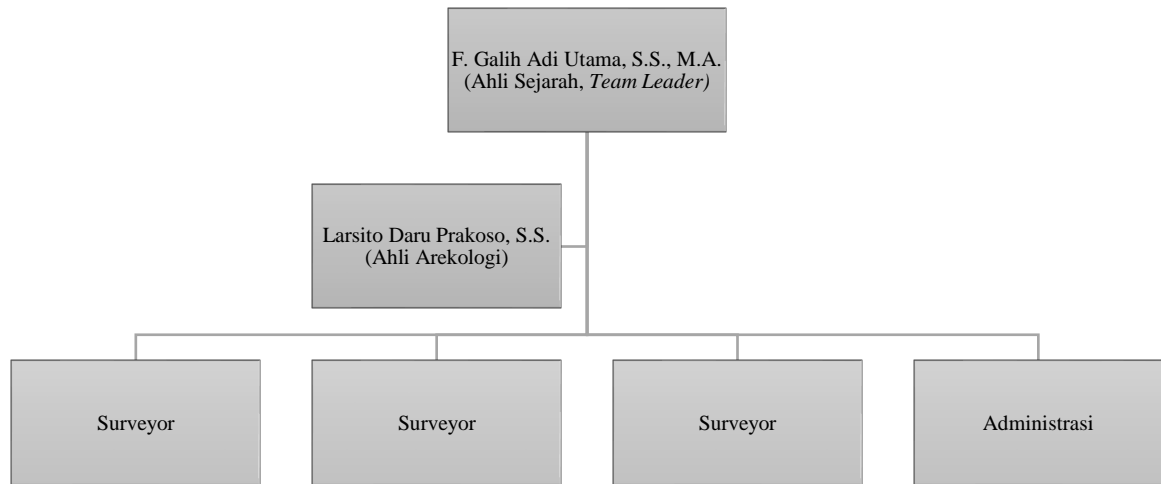 F. Galih Adi Utama, S.S., M.A.
(Ahli Sejarah, Team Leader)
Larsito Daru Prakoso, S.S.
(Ahli Arekologi)
Surveyor
Surveyor
Surveyor
Administrasi